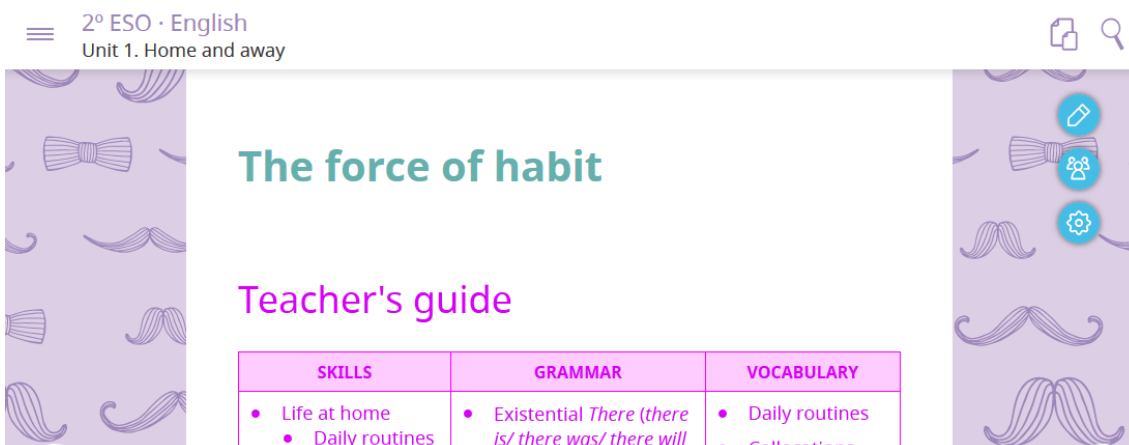 2º ESO · English
Unit 1. Home and away
The force of habit
Teacher's guide
SKILLS
GRAMMAR
VOCABULARY
Life at home
Daily routines
Existential There (there
is/ there was/ there will
Daily routines